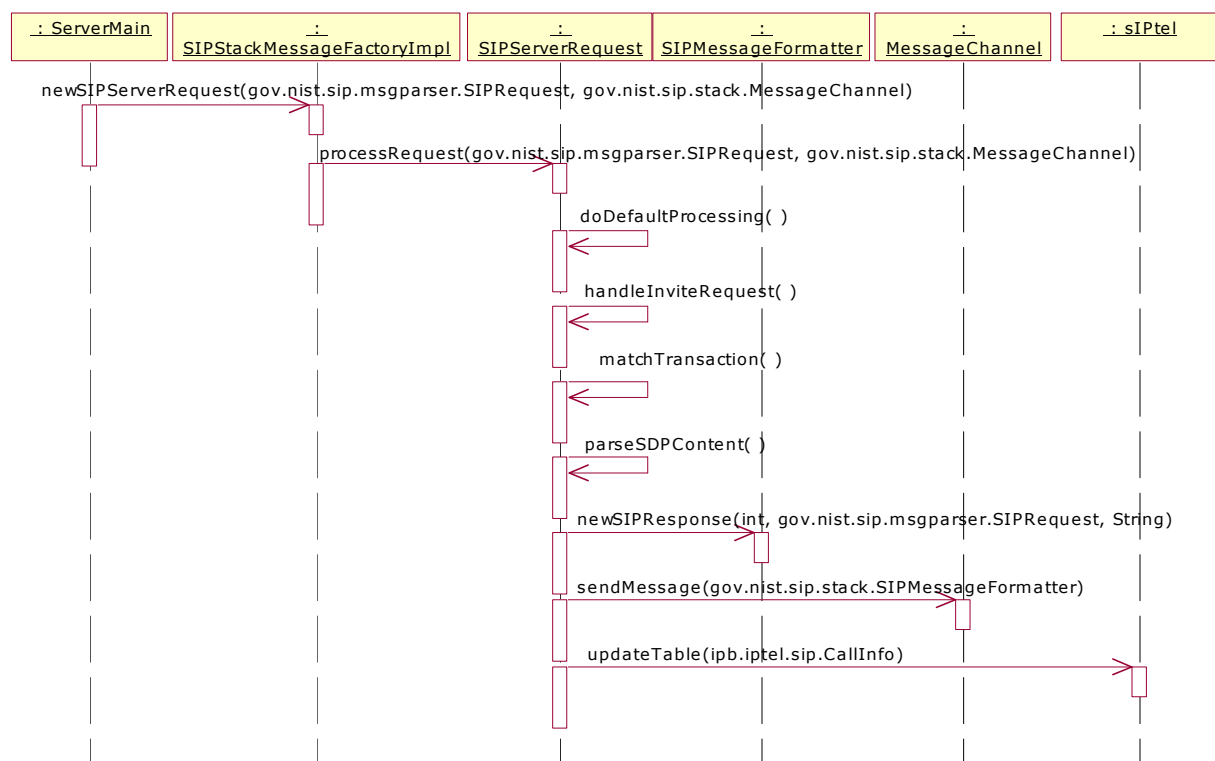 : ServerMain
:
SIPStackMessageFactoryImpl
:
SIPServerRequest
:
SIPMessageFormatter
:
MessageChannel
: sIPtel
newSIPServerRequest(gov.nist.sip.msgparser.SIPRequest, gov.nist.sip.stack.MessageChannel)
processRequest(gov.nist.sip.msgparser.SIPRequest, gov.nist.sip.stack.MessageChannel)
doDefaultProcessing( )
handleInviteRequest( )
matchTransaction( )
parseSDPContent( )
newSIPResponse(int, gov.nist.sip.msgparser.SIPRequest, String)
sendMessage(gov.nist.sip.stack.SIPMessageFormatter)
updateTable(ipb.iptel.sip.CallInfo)